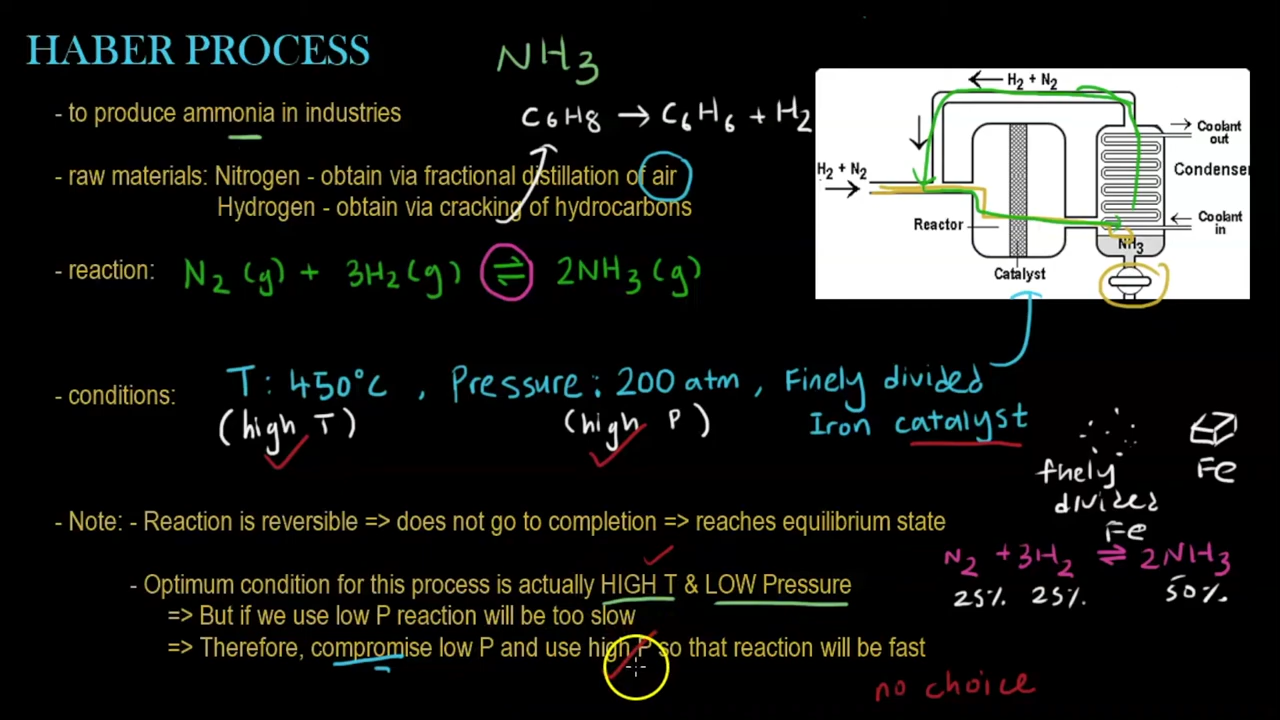 HABER PROCESS
NH3
- to produce ammonia in industries
C6H8 → C6H6 + H2
- raw materials: Nitrogen - obtain via fractional distillation of air
Hydrogen - obtain via cracking of hydrocarbons
- reaction: N2 (g) + 3H2 (g) ⇌ 2NH3 (g)
← H2 + N2
H2 + N2
Reactor
Catalyst
Coolant out
Condenser
Coolant in
NH3
- conditions: T: 450°C , Pressure: 200 atm , Finely divided
(high T) (high P) Iron catalyst
finely divided Fe
Fe
- Note: - Reaction is reversible => does not go to completion => reaches equilibrium state
N2 + 3H2 ⇌ 2NH3
25% 25% 50%
- Optimum condition for this process is actually HIGH T & LOW Pressure
=> But if we use low P reaction will be too slow
=> Therefore, compromise low P and use high P so that reaction will be fast
no choice